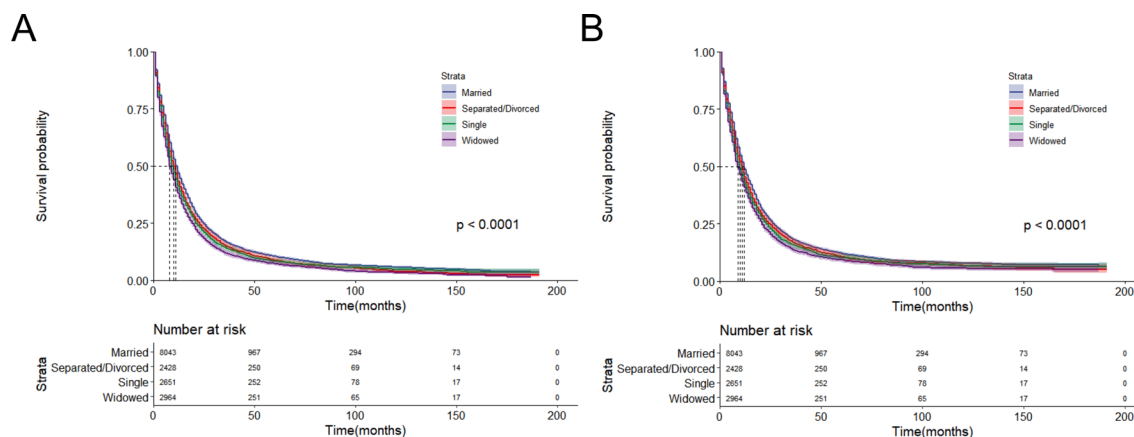 A
Survival probability
1.00
0.75
0.50
0.25
0.00
Strata
Married
Separated/Divorced
Single
Widowed
p < 0.0001
0 50 100 150 200
Time(months)
Number at risk
Strata
Married 8043 967 294 73 0
Separated/Divorced 2428 250 69 14 0
Single 2651 252 78 17 0
Widowed 2964 251 65 17 0
0 50 100 150 200
Time(months)
B
Survival probability
1.00
0.75
0.50
0.25
0.00
Strata
Married
Separated/Divorced
Single
Widowed
p < 0.0001
0 50 100 150 200
Time(months)
Number at risk
Strata
Married 8043 967 294 73 0
Separated/Divorced 2428 250 69 14 0
Single 2651 252 78 17 0
Widowed 2964 251 65 17 0
0 50 100 150 200
Time(months)